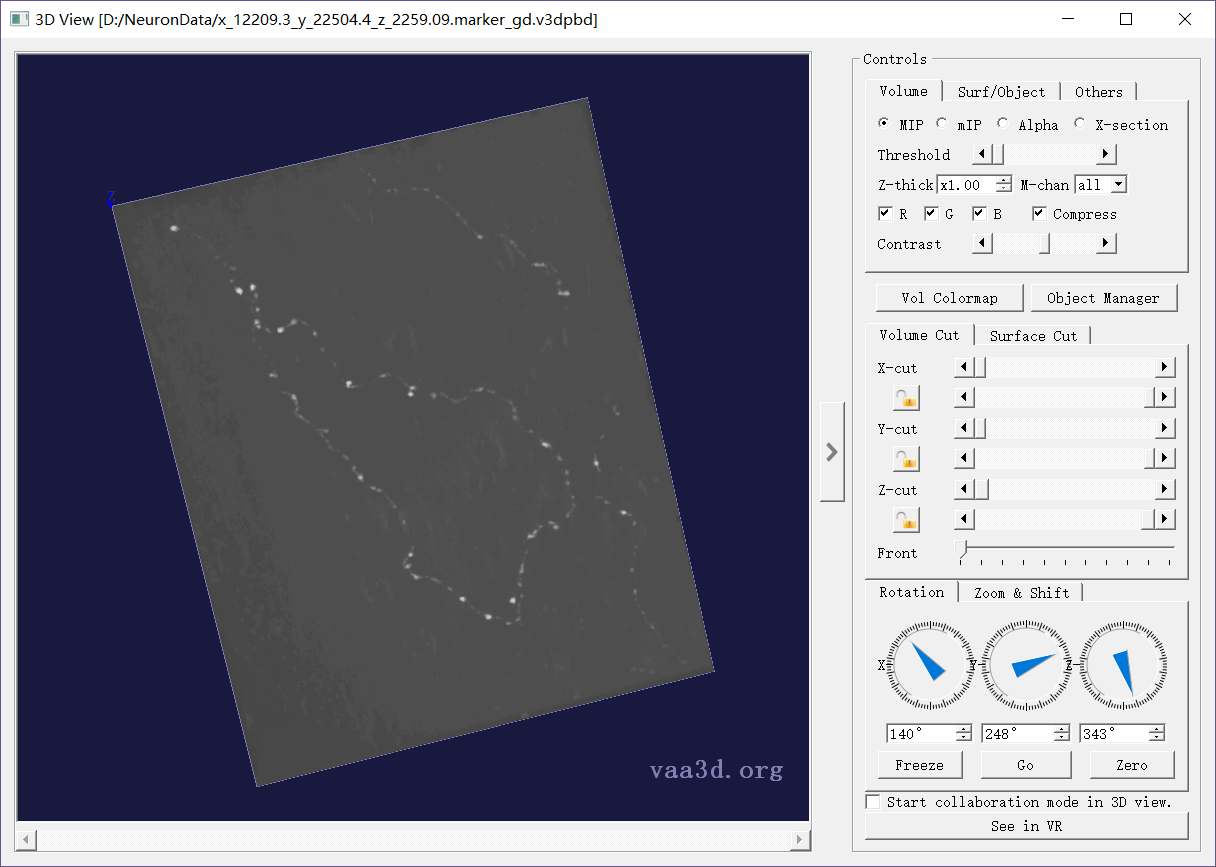 3D View [D:/NeuronData/x_12209.3_y_22504.4_z_2259.09.marker_gd.v3dpbd]
Z
vaa3d.org
Controls
Volume Surf/Object Others
MIP mIP Alpha X-section
Threshold
Z-thick x1.00 M-chan all
R G B Compress
Contrast
Vol Colormap Object Manager
Volume Cut Surface Cut
X-cut
Y-cut
Z-cut
Front
Rotation Zoom & Shift
X Y Z
140° 248° 343°
Freeze Go Zero
Start collaboration mode in 3D view.
See in VR